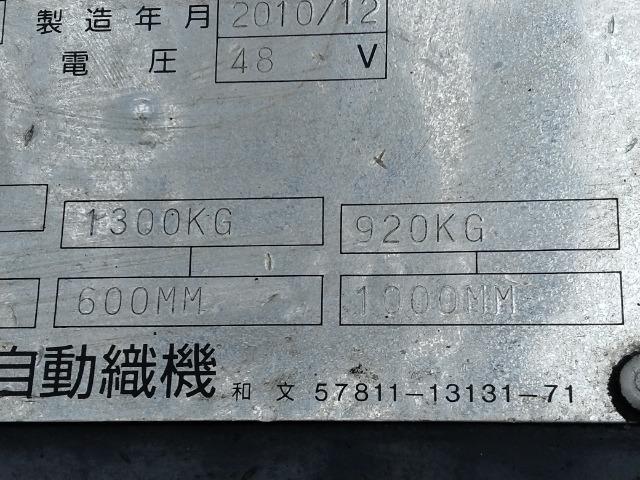 製造年月 2010/12
電圧 48 V
1300KG 920KG
600MM 1000MM
自動織機 和文 57811-13131-71